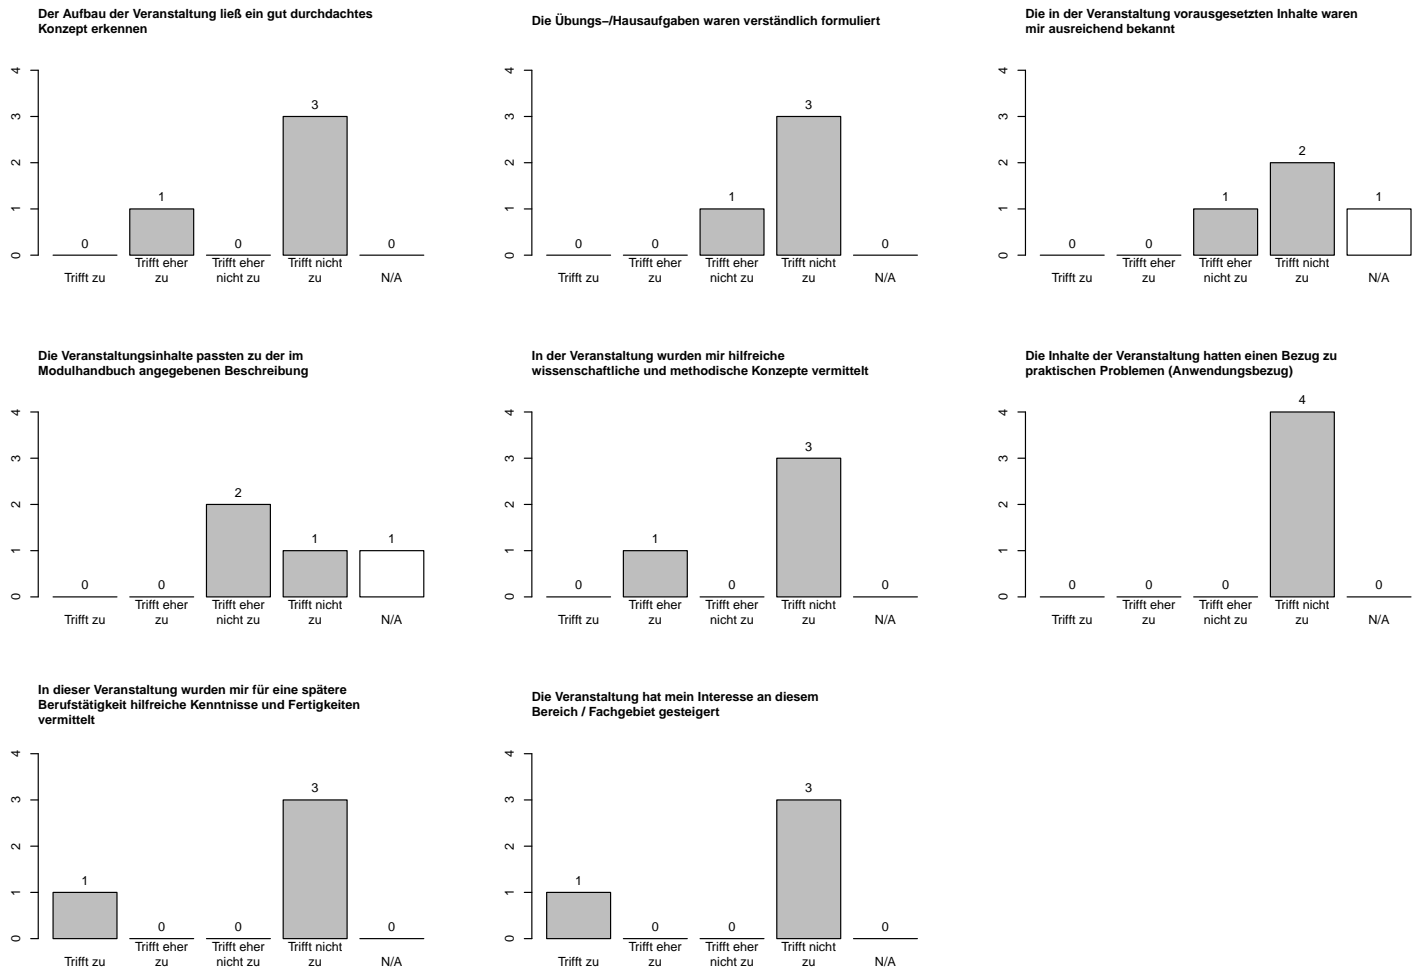 Der Aufbau der Veranstaltung ließ ein gut durchdachtes
Konzept erkennen
4
3
2
1
0
0
1
0
3
0
Trifft zu
Trifft eher
zu
Trifft eher
nicht zu
Trifft nicht
zu
N/A
Die Übungs−/Hausaufgaben waren verständlich formuliert
4
3
2
1
0
0
0
1
3
0
Trifft zu
Trifft eher
zu
Trifft eher
nicht zu
Trifft nicht
zu
N/A
Die in der Veranstaltung vorausgesetzten Inhalte waren
mir ausreichend bekannt
4
3
2
1
0
0
0
1
2
1
Trifft zu
Trifft eher
zu
Trifft eher
nicht zu
Trifft nicht
zu
N/A
Die Veranstaltungsinhalte passten zu der im
Modulhandbuch angegebenen Beschreibung
4
3
2
1
0
0
0
2
1
1
Trifft zu
Trifft eher
zu
Trifft eher
nicht zu
Trifft nicht
zu
N/A
In der Veranstaltung wurden mir hilfreiche
wissenschaftliche und methodische Konzepte vermittelt
4
3
2
1
0
0
1
0
3
0
Trifft zu
Trifft eher
zu
Trifft eher
nicht zu
Trifft nicht
zu
N/A
Die Inhalte der Veranstaltung hatten einen Bezug zu
praktischen Problemen (Anwendungsbezug)
4
3
2
1
0
0
0
0
4
0
Trifft zu
Trifft eher
zu
Trifft eher
nicht zu
Trifft nicht
zu
N/A
In dieser Veranstaltung wurden mir für eine spätere
Berufstätigkeit hilfreiche Kenntnisse und Fertigkeiten
vermittelt
4
3
2
1
0
1
0
0
3
0
Trifft zu
Trifft eher
zu
Trifft eher
nicht zu
Trifft nicht
zu
N/A
Die Veranstaltung hat mein Interesse an diesem
Bereich / Fachgebiet gesteigert
4
3
2
1
0
1
0
0
3
0
Trifft zu
Trifft eher
zu
Trifft eher
nicht zu
Trifft nicht
zu
N/A